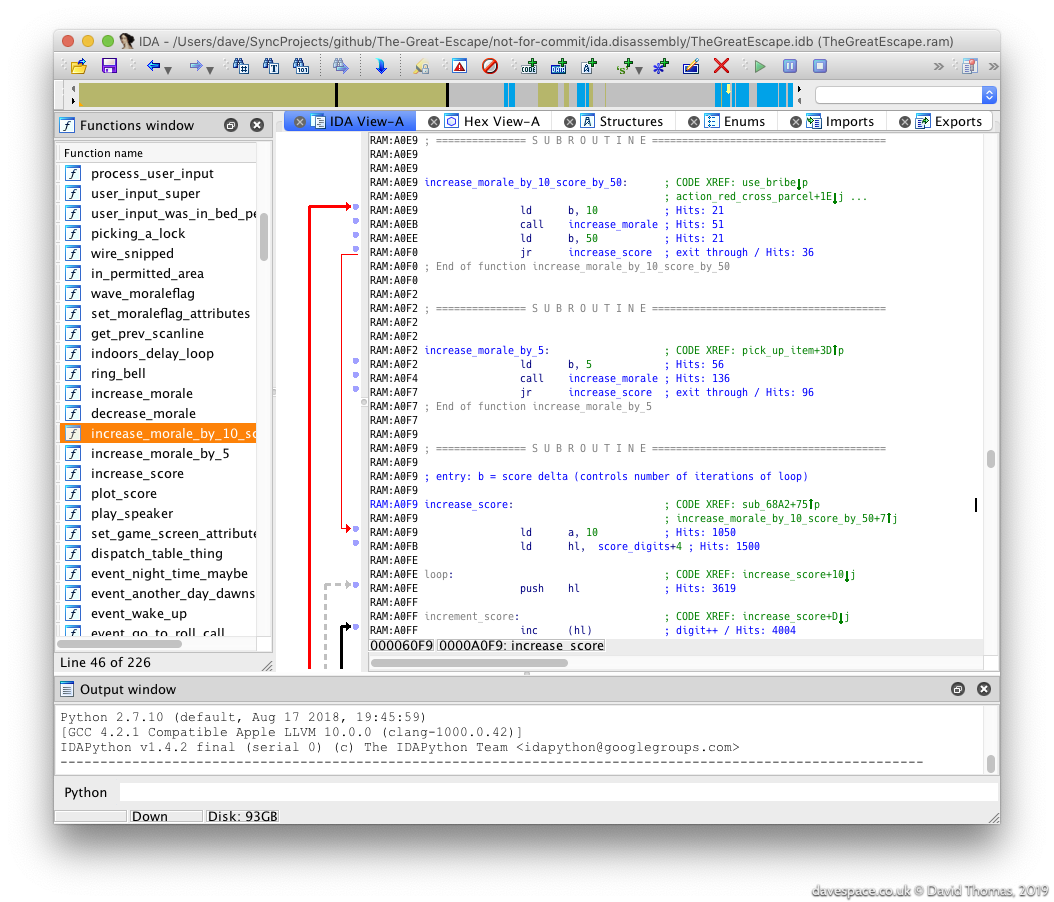 IDA - /Users/dave/SyncProjects/github/The-Great-Escape/not-for-commit/ida.disassembly/TheGreatEscape.idb (TheGreatEscape.ram)
Functions window
Function name
process_user_input
user_input_super
user_input_was_in_bed_pe
picking_a_lock
wire_snipped
in_permitted_area
wave_moraleflag
set_moraleflag_attributes
get_prev_scanline
indoors_delay_loop
ring_bell
increase_morale
decrease_morale
increase_morale_by_10_sc
increase_morale_by_5
increase_score
plot_score
play_speaker
set_game_screen_attribute
dispatch_table_thing
event_night_time_maybe
event_another_day_dawns
event_wake_up
event_go_to_roll_call
Line 46 of 226
IDA View-A
Hex View-A
Structures
Enums
Imports
Exports
RAM:A0E9 ; =============== S U B R O U T I N E =======================================
RAM:A0E9
RAM:A0E9
RAM:A0E9 increase_morale_by_10_score_by_50: ; CODE XREF: use_bribe↓p
RAM:A0E9 ; action_red_cross_parcel+1E↓j ...
RAM:A0E9 ld b, 10 ; Hits: 21
RAM:A0EB call increase_morale ; Hits: 51
RAM:A0EE ld b, 50 ; Hits: 21
RAM:A0F0 jr increase_score ; exit through / Hits: 36
RAM:A0F0 ; End of function increase_morale_by_10_score_by_50
RAM:A0F0
RAM:A0F2
RAM:A0F2 ; =============== S U B R O U T I N E =======================================
RAM:A0F2
RAM:A0F2
RAM:A0F2 increase_morale_by_5: ; CODE XREF: pick_up_item+3D↑p
RAM:A0F2 ld b, 5 ; Hits: 56
RAM:A0F4 call increase_morale ; Hits: 136
RAM:A0F7 jr increase_score ; exit through / Hits: 96
RAM:A0F7 ; End of function increase_morale_by_5
RAM:A0F7
RAM:A0F9
RAM:A0F9 ; =============== S U B R O U T I N E =======================================
RAM:A0F9
RAM:A0F9 ; entry: b = score delta (controls number of iterations of loop)
RAM:A0F9
RAM:A0F9 increase_score: ; CODE XREF: sub_68A2+75↑p
RAM:A0F9 ; increase_morale_by_10_score_by_50+7↑j
RAM:A0F9 ld a, 10 ; Hits: 1050
RAM:A0FB ld hl, score_digits+4 ; Hits: 1500
RAM:A0FE
RAM:A0FE loop: ; CODE XREF: increase_score+10↓j
RAM:A0FE push hl ; Hits: 3619
RAM:A0FF
RAM:A0FF increment_score: ; CODE XREF: increase_score+D↓j
RAM:A0FF inc (hl) ; digit++ / Hits: 4004
000060F9 0000A0F9: increase_score
Output window
Python 2.7.10 (default, Aug 17 2018, 19:45:59)
[GCC 4.2.1 Compatible Apple LLVM 10.0.0 (clang-1000.0.42)]
IDAPython v1.4.2 final (serial 0) (c) The IDAPython Team <idapython@googlegroups.com>
Python
Down Disk: 93GB
davespace.co.uk © David Thomas, 2019